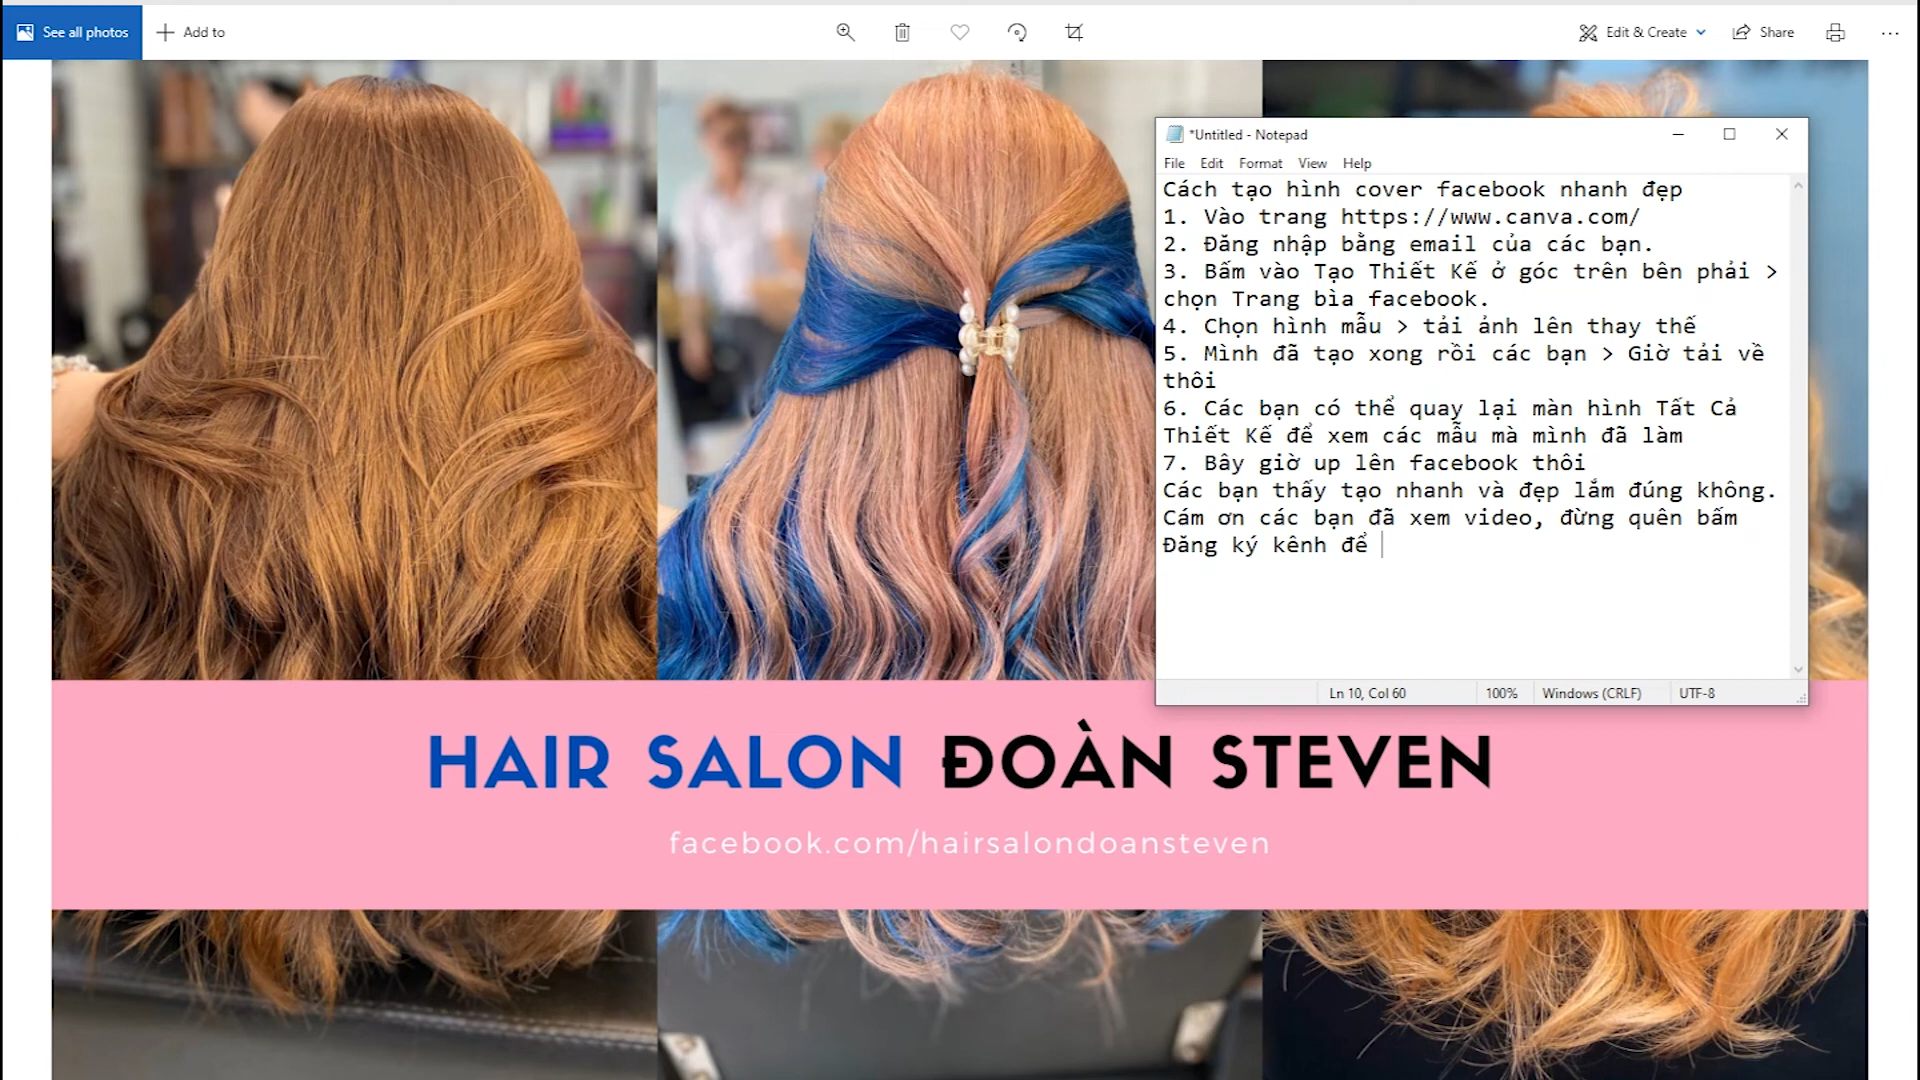 See all photos
Add to
Edit & Create
Share
*Untitled - Notepad
File Edit Format View Help
Cách tạo hình cover facebook nhanh đẹp
1. Vào trang https://www.canva.com/
2. Đăng nhập bằng email của các bạn.
3. Bấm vào Tạo Thiết Kế ở góc trên bên phải >
chọn Trang bìa facebook.
4. Chọn hình mẫu > tải ảnh lên thay thế
5. Mình đã tạo xong rồi các bạn > Giờ tải về
thôi
6. Các bạn có thể quay lại màn hình Tất Cả
Thiết Kế để xem các mẫu mà mình đã làm
7. Bây giờ up lên facebook thôi
Các bạn thấy tạo nhanh và đẹp lắm đúng không.
Cám ơn các bạn đã xem video, đừng quên bấm
Đăng ký kênh để
Ln 10, Col 60 100% Windows (CRLF) UTF-8
HAIR SALON ĐOÀN STEVEN
facebook.com/hairsalondoansteven